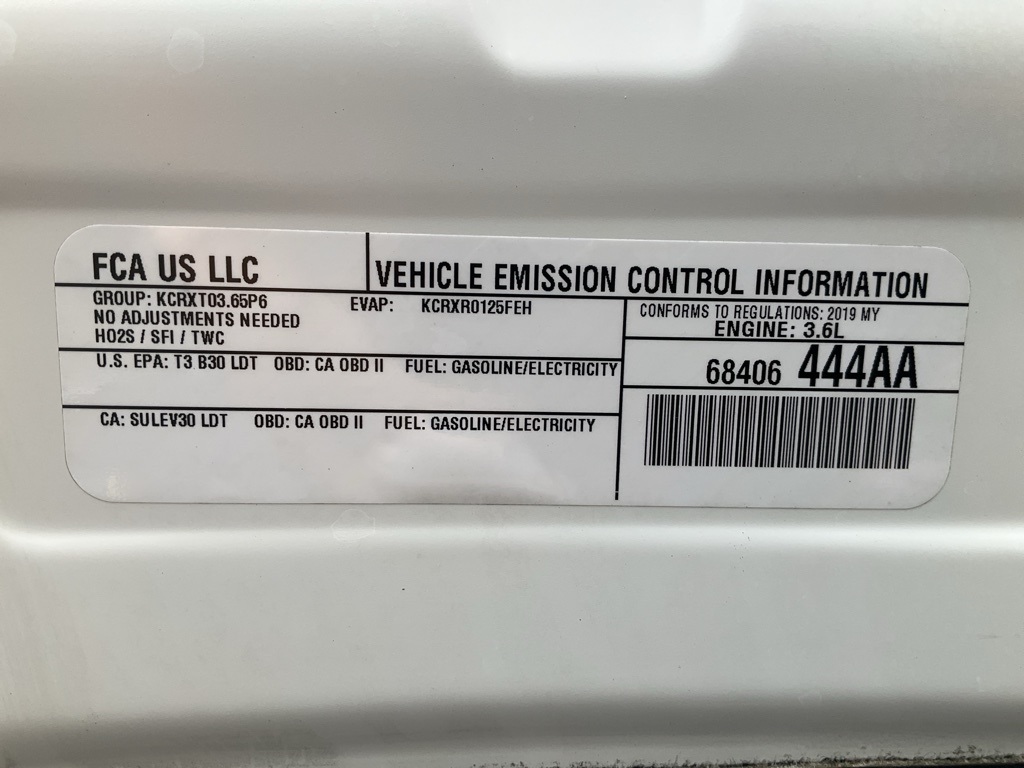 FCA US LLC
VEHICLE EMISSION CONTROL INFORMATION
GROUP: KCRXT03.65P6 EVAP: KCRXR0125FEH
NO ADJUSTMENTS NEEDED
HO2S / SFI / TWC
CONFORMS TO REGULATIONS: 2019 MY
ENGINE: 3.6L
U.S. EPA: T3 B30 LDT OBD: CA OBD II FUEL: GASOLINE/ELECTRICITY
68406 444AA
CA: SULEV30 LDT OBD: CA OBD II FUEL: GASOLINE/ELECTRICITY